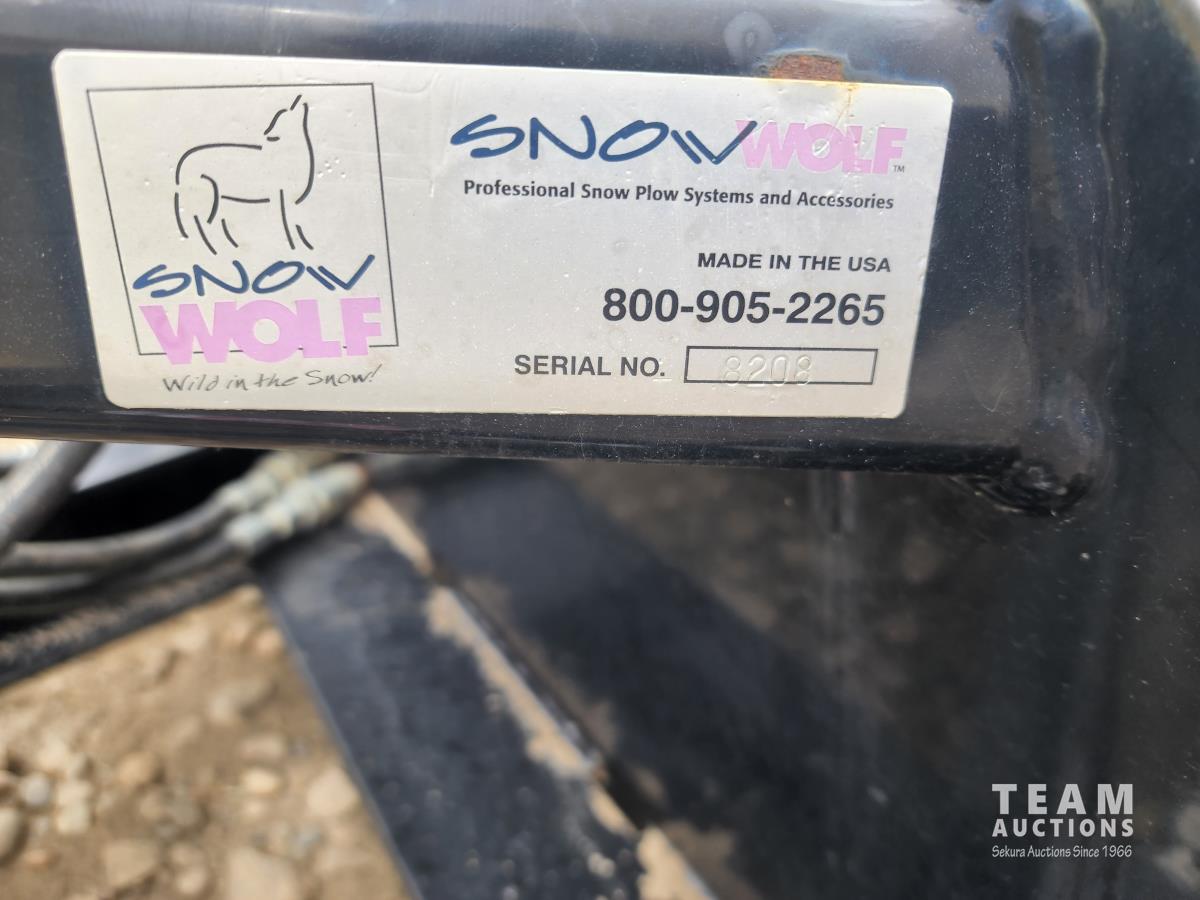 SNOW
WOLF
Wild in the Snow!
SNOWWOLF™
Professional Snow Plow Systems and Accessories
MADE IN THE USA
800-905-2265
SERIAL NO. 8208
TEAM
AUCTIONS
Sekura Auctions Since 1966